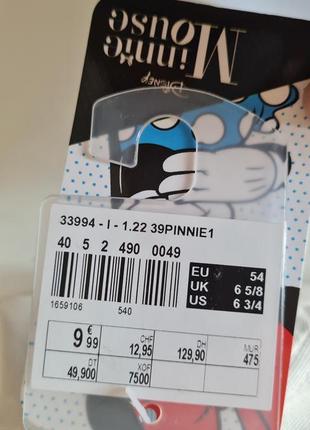 Minnie
Mouse
DISNEY
33994 - I - 1.22 39PINNIE1
40 5 2 490 0049
1659106 540
EU 54
UK 6 5/8
US 6 3/4
9 €99
CHF 12,95
DH 129,90
MUR 475
DT 49,900
XOF 7500